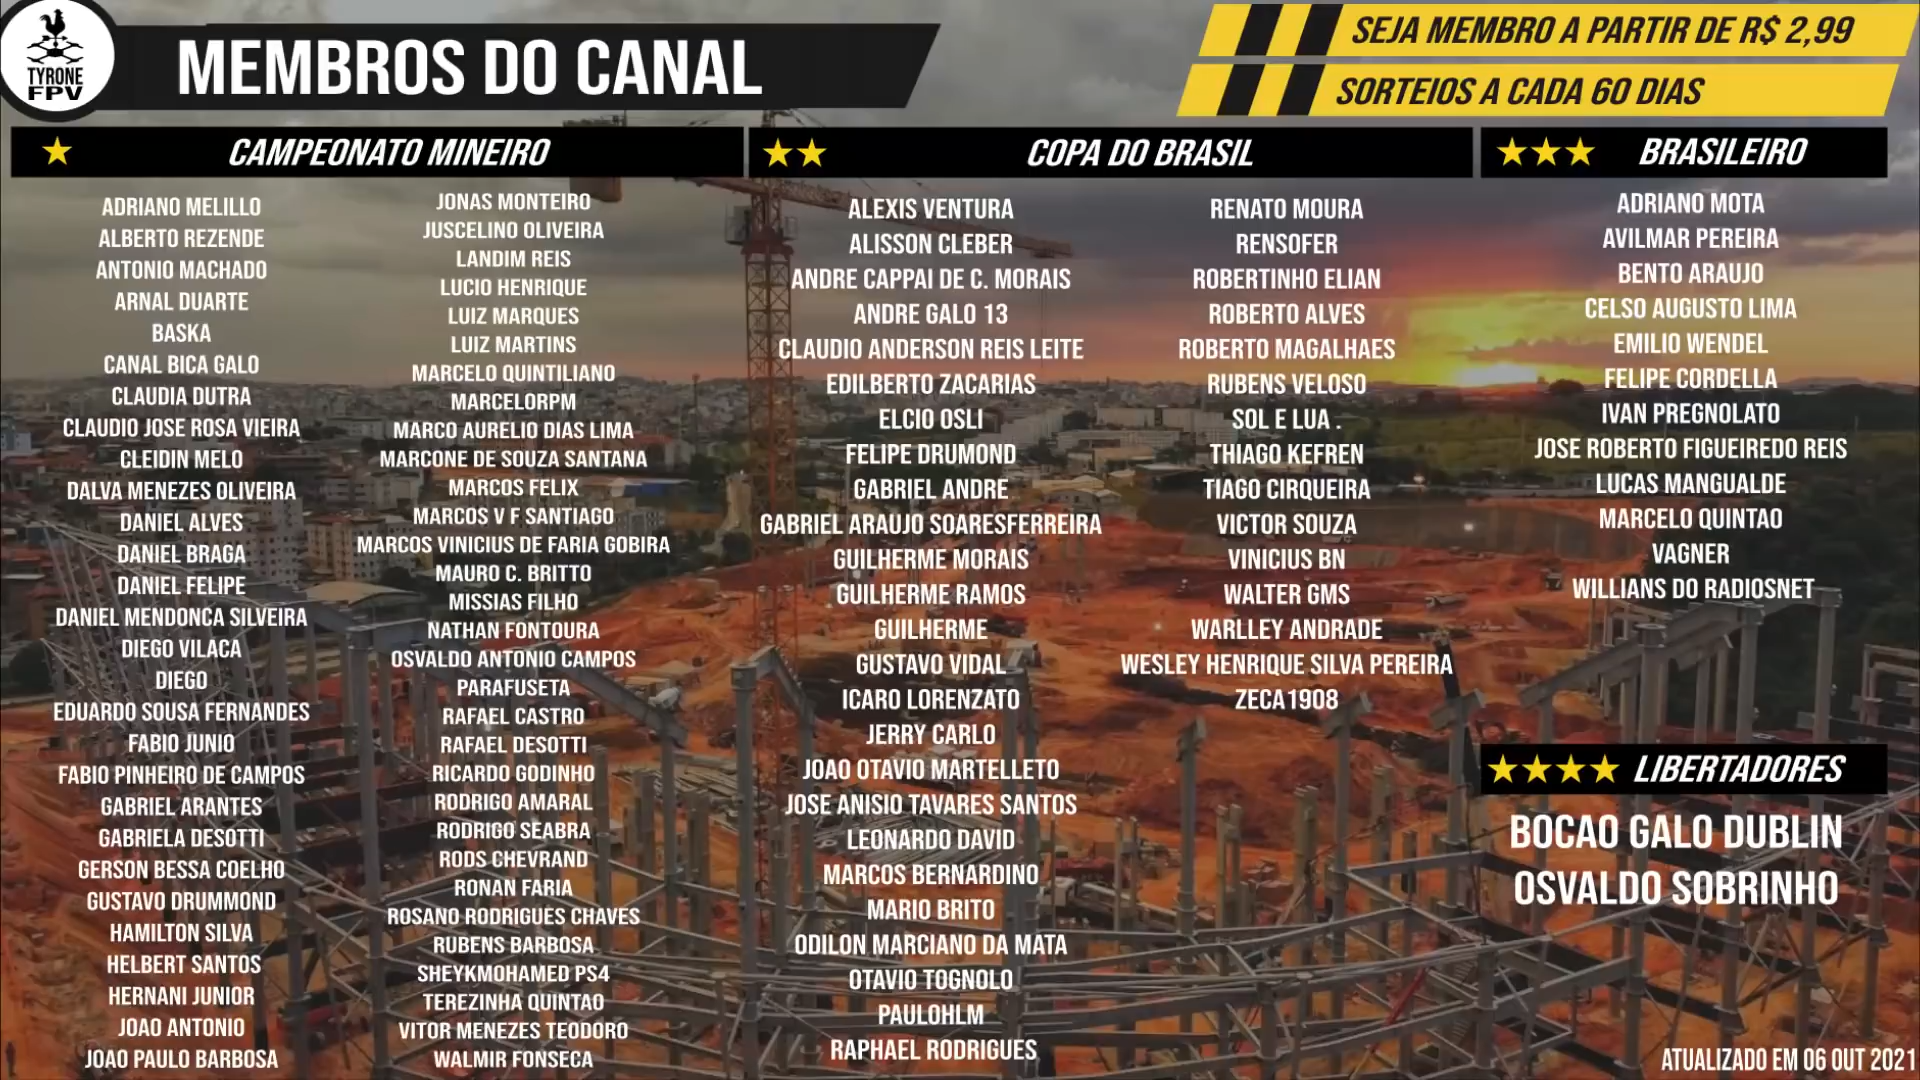 TYRONE
FPV
MEMBROS DO CANAL
SEJA MEMBRO A PARTIR DE R$ 2,99
SORTEIOS A CADA 60 DIAS
CAMPEONATO MINEIRO
ADRIANO MELILLO
ALBERTO REZENDE
ANTONIO MACHADO
ARNAL DUARTE
BASKA
CANAL BICA GALO
CLAUDIA DUTRA
CLAUDIO JOSE ROSA VIEIRA
CLEIDIN MELO
DALVA MENEZES OLIVEIRA
DANIEL ALVES
DANIEL BRAGA
DANIEL FELIPE
DANIEL MENDONCA SILVEIRA
DIEGO VILACA
DIEGO
EDUARDO SOUSA FERNANDES
FABIO JUNIO
FABIO PINHEIRO DE CAMPOS
GABRIEL ARANTES
GABRIELA DESOTTI
GERSON BESSA COELHO
GUSTAVO DRUMMOND
HAMILTON SILVA
HELBERT SANTOS
HERNANI JUNIOR
JOAO ANTONIO
JOAO PAULO BARBOSA
JONAS MONTEIRO
JUSCELINO OLIVEIRA
LANDIM REIS
LUCIO HENRIQUE
LUIZ MARQUES
LUIZ MARTINS
MARCELO QUINTILIANO
MARCELORPM
MARCO AURELIO DIAS LIMA
MARCONE DE SOUZA SANTANA
MARCOS FELIX
MARCOS V F SANTIAGO
MARCOS VINICIUS DE FARIA GOBIRA
MAURO C. BRITTO
MISSIAS FILHO
NATHAN FONTOURA
OSVALDO ANTONIO CAMPOS
PARAFUSETA
RAFAEL CASTRO
RAFAEL DESOTTI
RICARDO GODINHO
RODRIGO AMARAL
RODRIGO SEABRA
RODS CHEVRAND
RONAN FARIA
ROSANO RODRIGUES CHAVES
RUBENS BARBOSA
SHEYKMOHAMED PS4
TEREZINHA QUINTAO
VITOR MENEZES TEODORO
WALMIR FONSECA
COPA DO BRASIL
ALEXIS VENTURA
ALISSON CLEBER
ANDRE CAPPAI DE C. MORAIS
ANDRE GALO 13
CLAUDIO ANDERSON REIS LEITE
EDILBERTO ZACARIAS
ELCIO OSLI
FELIPE DRUMOND
GABRIEL ANDRE
GABRIEL ARAUJO SOARESFERREIRA
GUILHERME MORAIS
GUILHERME RAMOS
GUILHERME
GUSTAVO VIDAL
ICARO LORENZATO
JERRY CARLO
JOAO OTAVIO MARTELLETO
JOSE ANISIO TAVARES SANTOS
LEONARDO DAVID
MARCOS BERNARDINO
MARIO BRITO
ODILON MARCIANO DA MATA
OTAVIO TOGNOLO
PAULOHLM
RAPHAEL RODRIGUES
RENATO MOURA
RENSOFER
ROBERTINHO ELIAN
ROBERTO ALVES
ROBERTO MAGALHAES
RUBENS VELOSO
SOL E LUA .
THIAGO KEFREN
TIAGO CIRQUEIRA
VICTOR SOUZA
VINICIUS BN
WALTER GMS
WARLLEY ANDRADE
WESLEY HENRIQUE SILVA PEREIRA
ZECA1908
BRASILEIRO
ADRIANO MOTA
AVILMAR PEREIRA
BENTO ARAUJO
CELSO AUGUSTO LIMA
EMILIO WENDEL
FELIPE CORDELLA
IVAN PREGNOLATO
JOSE ROBERTO FIGUEIREDO REIS
LUCAS MANGUALDE
MARCELO QUINTAO
VAGNER
WILLIANS DO RADIOSNET
LIBERTADORES
BOCAO GALO DUBLIN
OSVALDO SOBRINHO
ATUALIZADO EM 06 OUT 2021